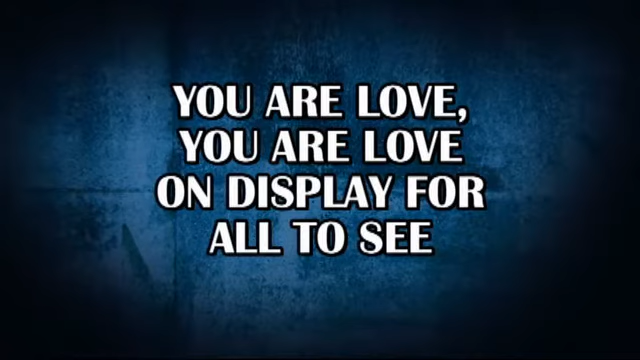 YOU ARE LOVE,
YOU ARE LOVE
ON DISPLAY FOR
ALL TO SEE